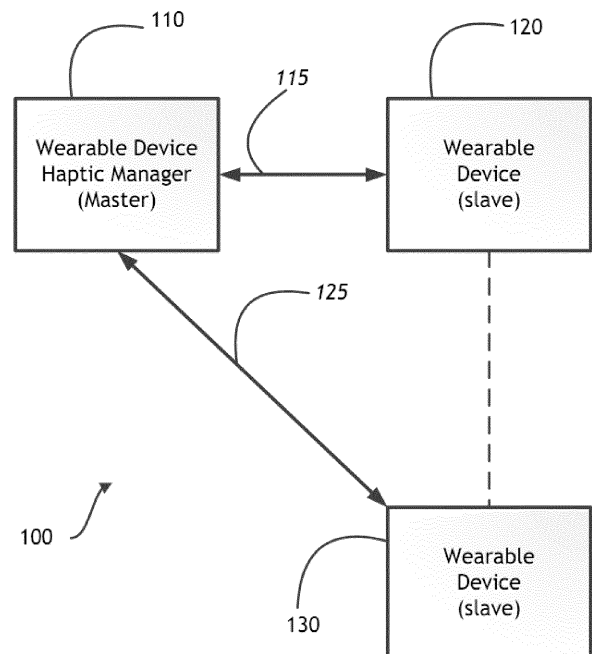 110
120
115
Wearable Device
Haptic Manager
(Master)
Wearable
Device
(slave)
125
100
130
Wearable
Device
(slave)